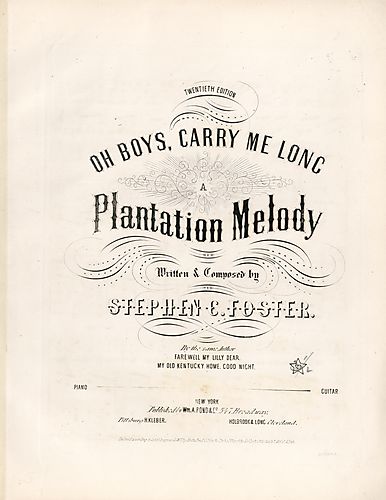 TWENTIETH EDITION
OH BOYS, CARRY ME LONG
A
Plantation Melody
Written & Composed by
STEPHEN C. FOSTER.
By the same Author
FAREWELL MY LILLY DEAR.
MY OLD KENTUCKY HOME, GOOD NIGHT.
PIANO
GUITAR
NEW YORK
Published by WM. A. POND & Co. 547 Broadway.
Pittsburg H. KLEBER.
HOLBROOK & LONG Cleveland.